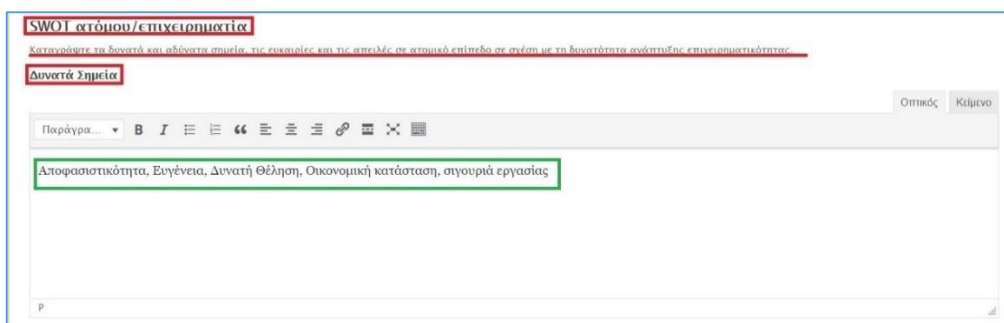 SWOT ατόμου/επιχειρηματία
Καταγράψτε τα δυνατά και αδύνατα σημεία, τις ευκαιρίες και τις απειλές σε ατομικό επίπεδο σε σχέση με τη δυνατότητα ανάπτυξης επιχειρηματικότητας.
Δυνατά Σημεία
Οπτικός Κείμενο
Παράγρα... B I
Αποφασιστικότητα, Ευγένεια, Δυνατή Θέληση, Οικονομική κατάσταση, σιγουριά εργασίας
P